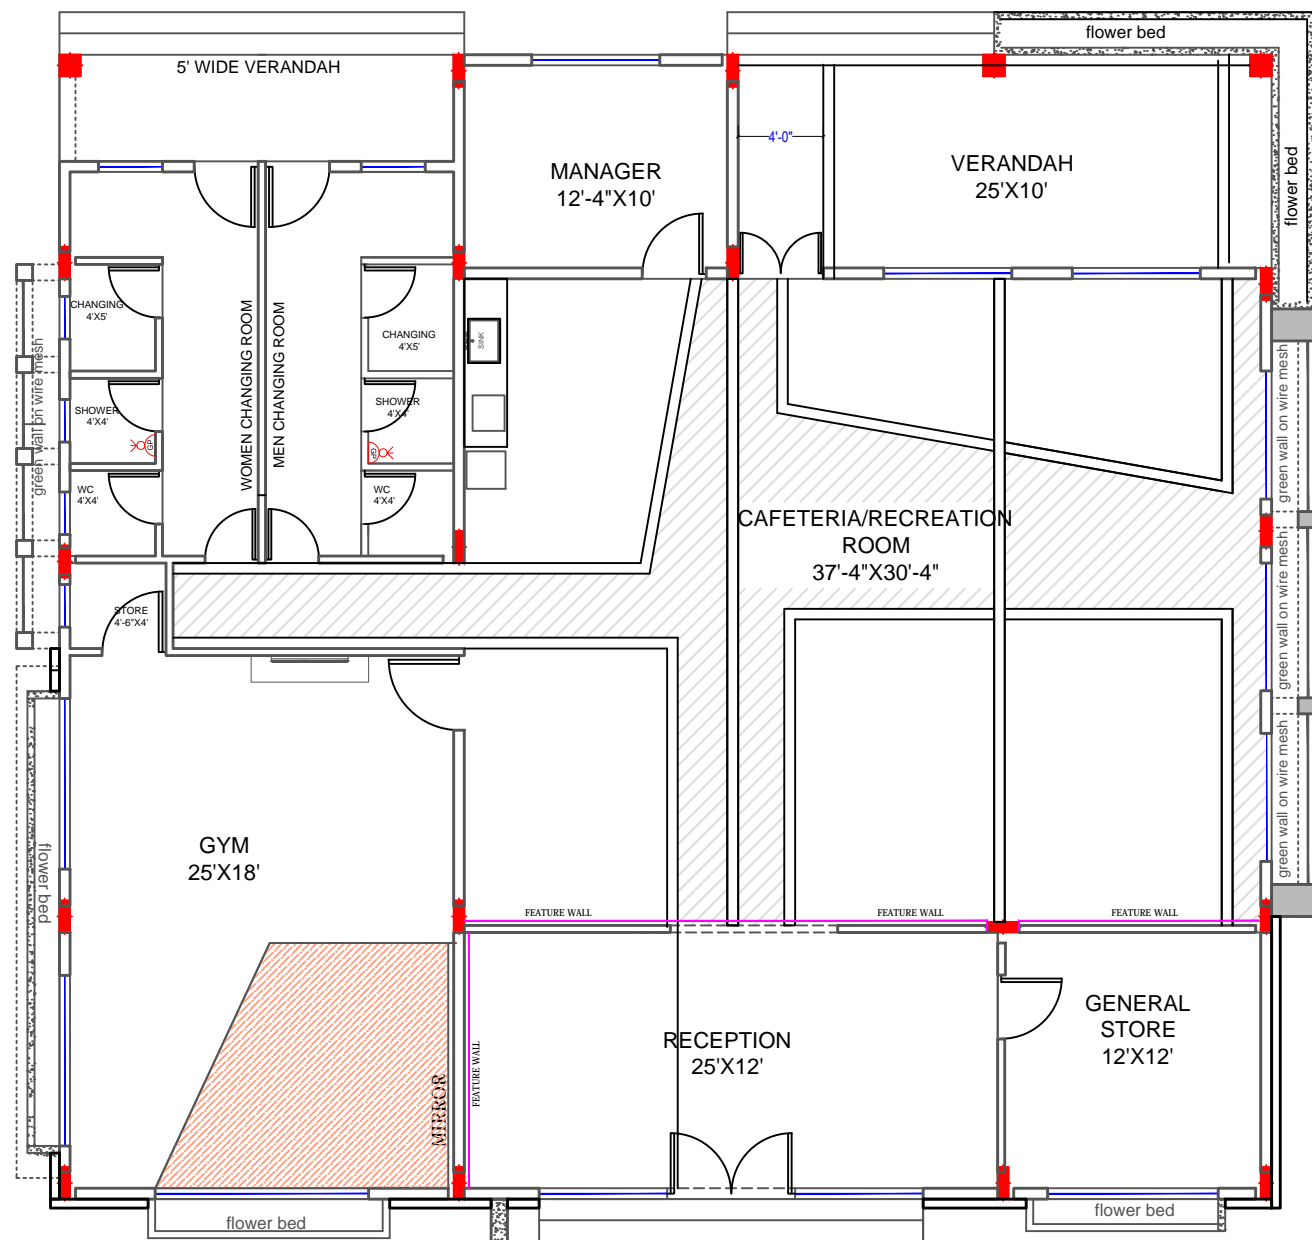 flower bed
5' WIDE VERANDAH
flower bed
4'-0"
MANAGER
12'-4"X10'
VERANDAH
25'X10'
CHANGING
4'X5'
CHANGING
4'X5'
SINK
WOMEN CHANGING ROOM
MEN CHANGING ROOM
green wall on wire mesh
green wall on wire mesh
SHOWER
4'X4'
GP
SHOWER
4'X4'
GP
WC
4'X4'
WC
4'X4'
CAFETERIA/RECREATION
ROOM
37'-4"X30'-4"
green wall on wire mesh
STORE
4'-6"X4'
green wall on wire mesh
GYM
25'X18'
flower bed
FEATURE WALL
FEATURE WALL
FEATURE WALL
RECEPTION
25'X12'
GENERAL
STORE
12'X12'
FEATURE WALL
MIRROR
flower bed
flower bed